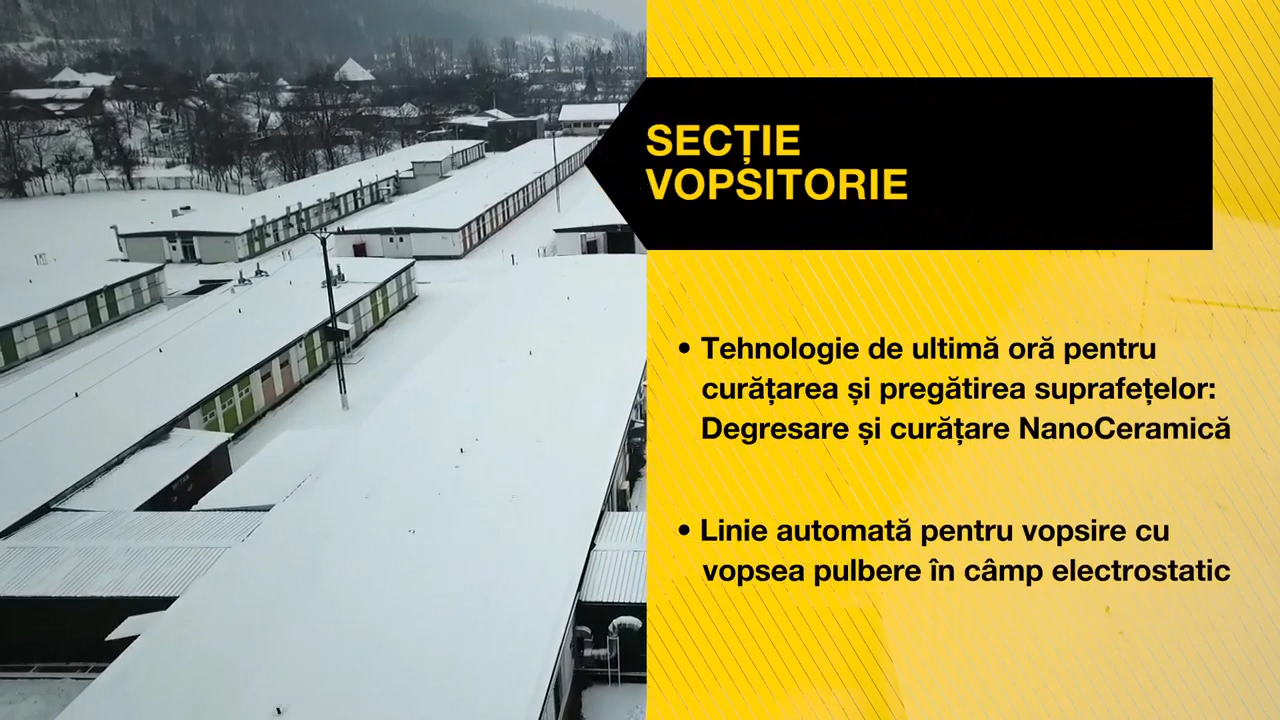 SECȚIE
VOPSITORIE
• Tehnologie de ultimă oră pentru
curățarea și pregătirea suprafețelor:
Degresare și curățare NanoCeramică
• Linie automată pentru vopsire cu
vopsea pulbere în câmp electrostatic